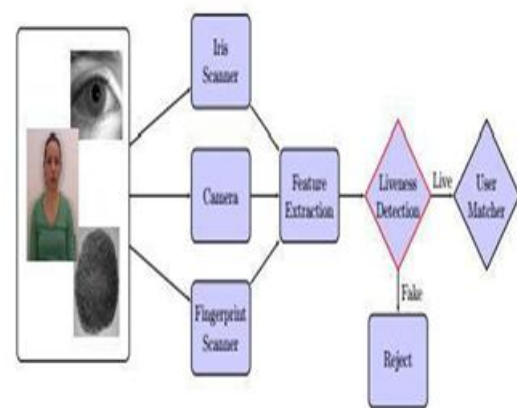 Iris
Scanner
Camera
Feature
Extraction
Liveness
Detection
Live
User
Matcher
Fingerprint
Scanner
Fake
Reject